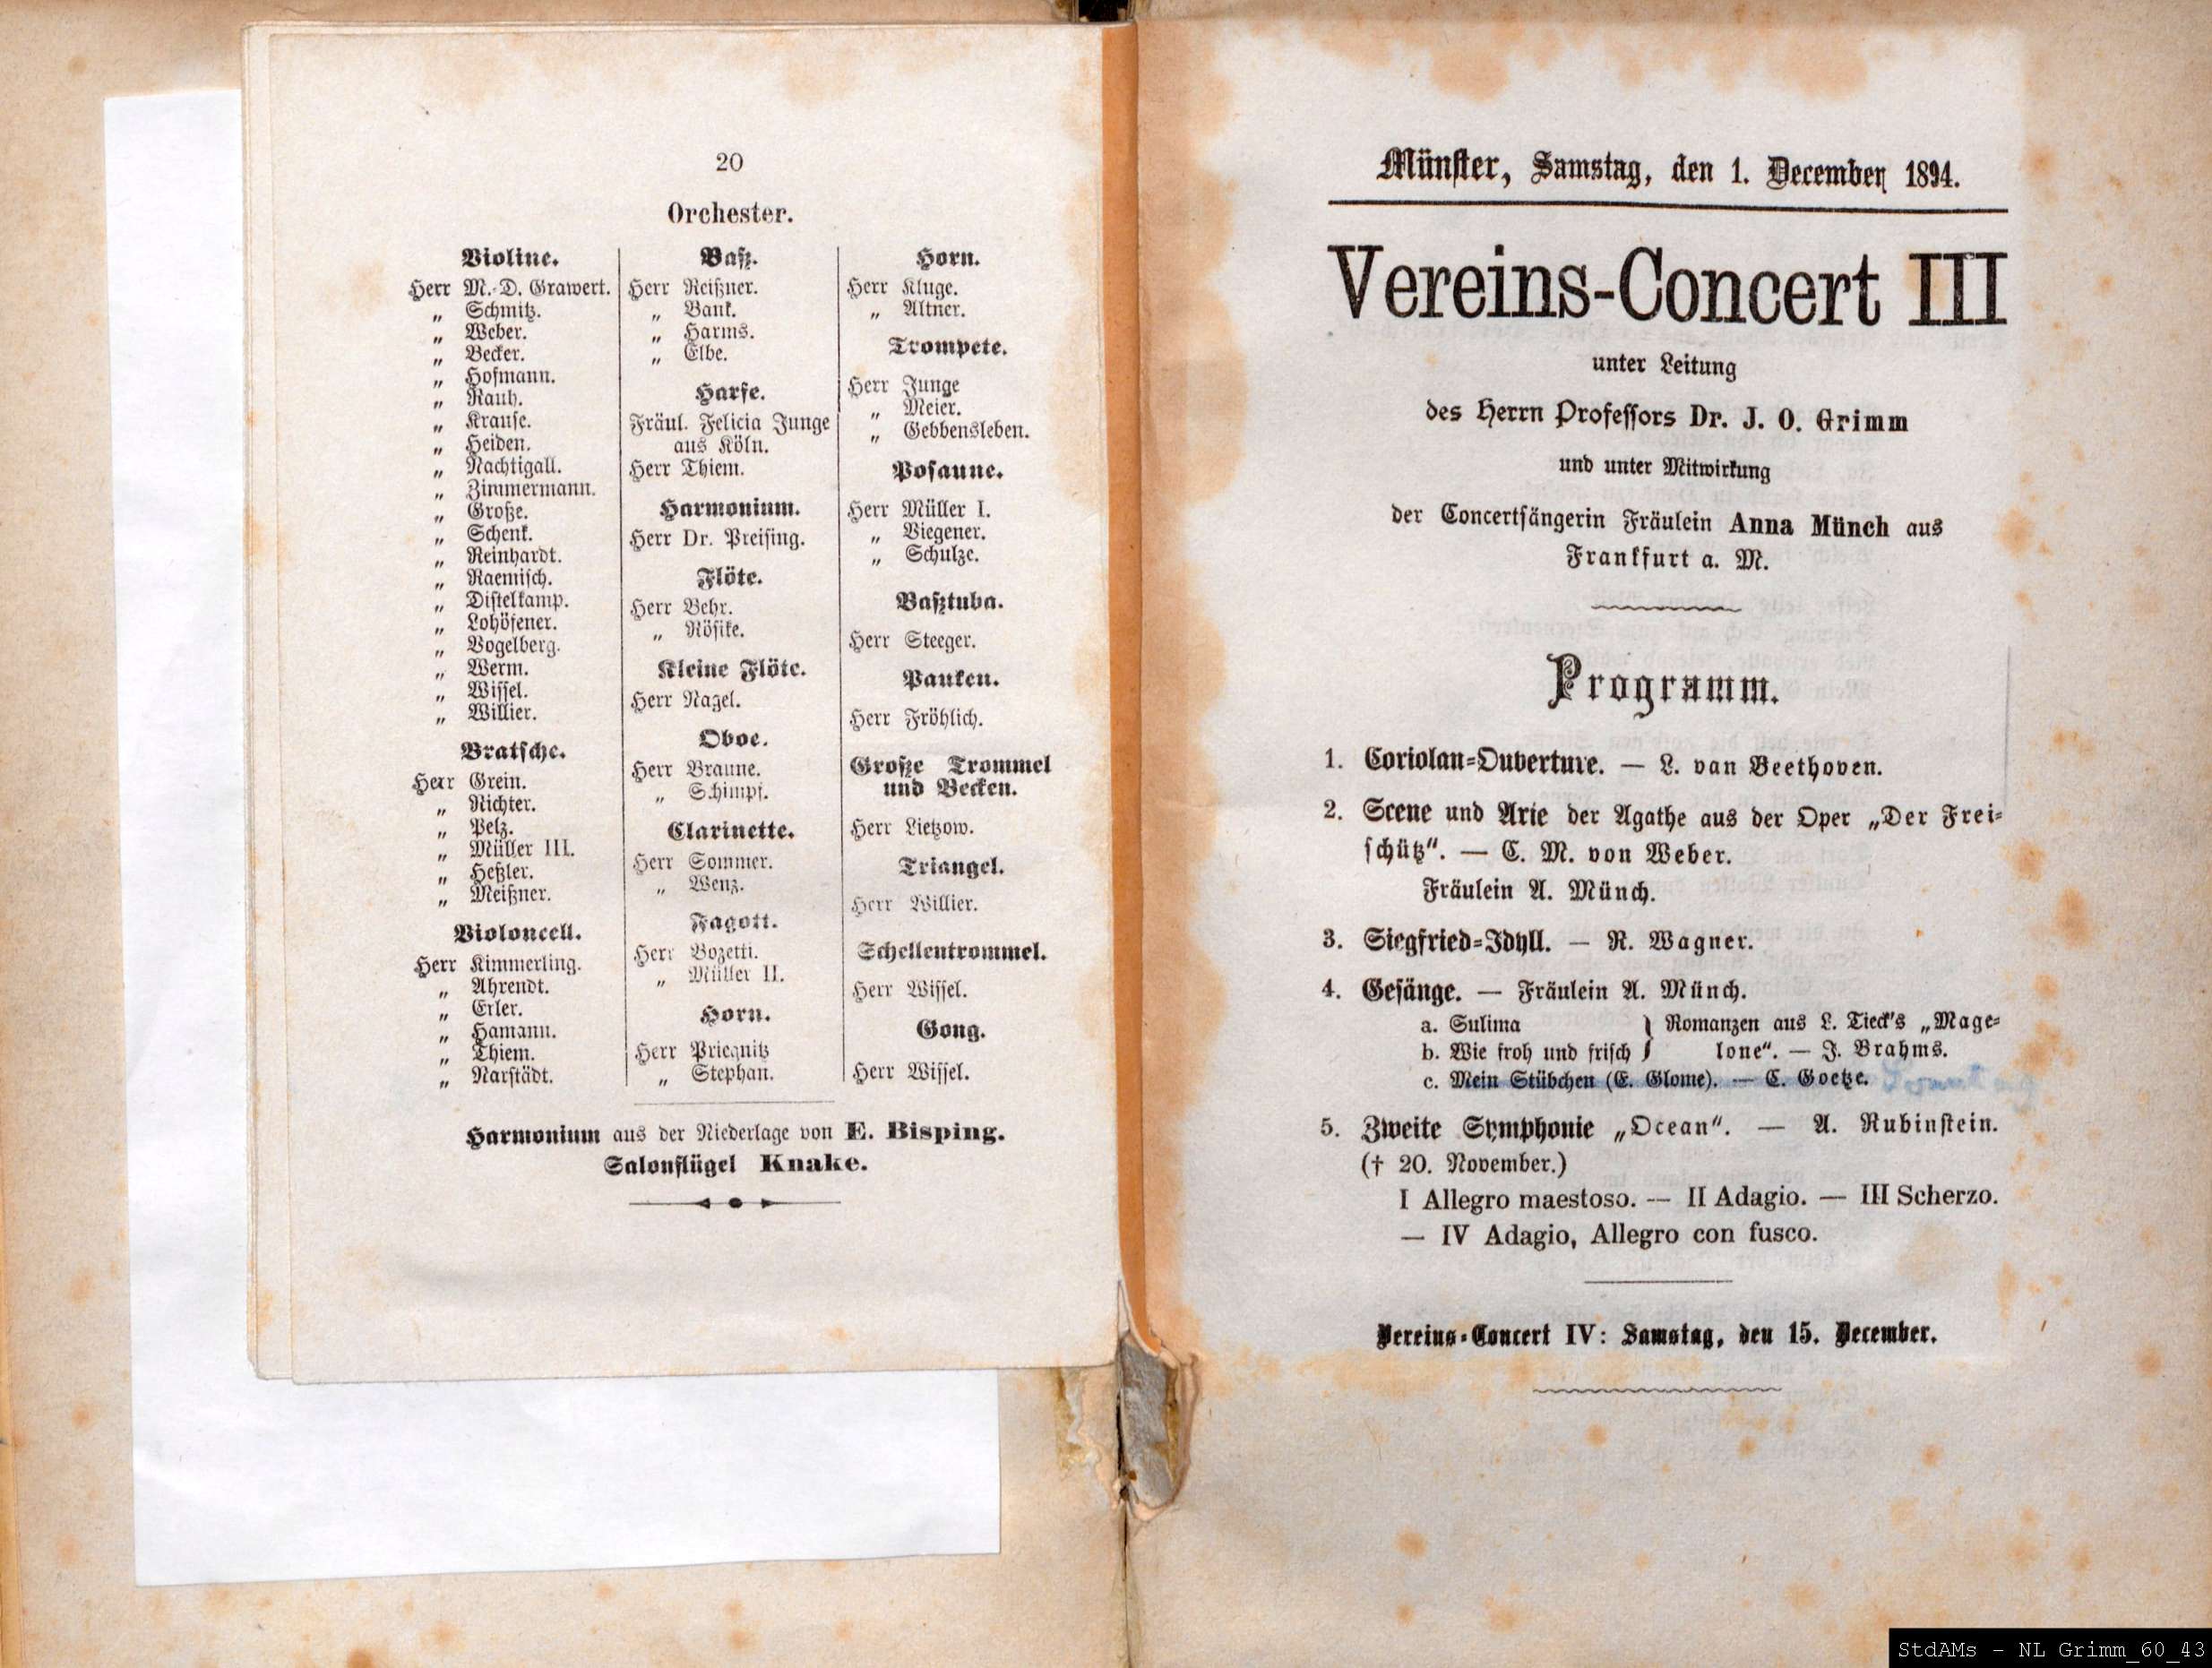 20
Orchester.
Violine.
Herr M.-D. Grawert.
„ Schmitz.
„ Weber.
„ Becker.
„ Hofmann.
„ Rauh.
„ Krause.
„ Heiden.
„ Nachtigall.
„ Zimmermann.
„ Große.
„ Schenk.
„ Reinhardt.
„ Raemisch.
„ Distelkamp.
„ Lohöfener.
„ Vogelberg.
„ Werm.
„ Wissel.
„ Willier.
Bratsche.
Herr Grein.
„ Richter.
„ Pelz.
„ Müller III.
„ Heßler.
„ Meißner.
Violoncell.
Herr Kimmerling.
„ Ahrendt.
„ Erler.
„ Hamann.
„ Thiem.
„ Narstädt.
Baß.
Herr Reißner.
„ Bank.
„ Harms.
„ Elbe.
Harfe.
Fräul. Felicia Junge
aus Köln.
Herr Thiem.
Harmonium.
Herr Dr. Preising.
Flöte.
Herr Behr.
„ Rösike.
Kleine Flöte.
Herr Nagel.
Oboe.
Herr Braune.
„ Schimpf.
Clarinette.
Herr Sommer.
„ Wenz.
Fagott.
Herr Bozetti.
„ Müller II.
Horn.
Herr Priegnitz
„ Stephan.
Horn.
Herr Kluge.
„ Altner.
Trompete.
Herr Junge
„ Meier.
„ Gebbensleben.
Posaune.
Herr Müller I.
„ Viegener.
„ Schulze.
Baßtuba.
Herr Steeger.
Pauken.
Herr Fröhlich.
Große Trommel
und Becken.
Herr Lietzow.
Triangel.
Herr Willier.
Schellentrommel.
Herr Wissel.
Gong.
Herr Wissel.
Harmonium aus der Niederlage von E. Bisping.
Salonflügel Knake.
Münster, Samstag, den 1. December 1894.
Vereins-Concert III
unter Leitung
des Herrn Professors Dr. J. O. Grimm
und unter Mitwirkung
der Concertsängerin Fräulein Anna Münch aus
Frankfurt a. M.
Programm.
1. Coriolan-Ouverture. — L. van Beethoven.
2. Scene und Arie der Agathe aus der Oper „Der Frei-
schütz“. — C. M. von Weber.
Fräulein A. Münch.
3. Siegfried-Idyll. — R. Wagner.
4. Gesänge. — Fräulein A. Münch.
a. Sulima } Romanzen aus L. Tieck's „Mage-
b. Wie froh und frisch } lone“. — J. Brahms.
c. Mein Stübchen (E. Glome). — C. Goetze.
5. Zweite Symphonie „Ocean“. — A. Rubinstein.
(† 20. November.)
I Allegro maestoso. — II Adagio. — III Scherzo.
— IV Adagio, Allegro con fusco.
Vereins-Concert IV: Samstag, den 15. December.
StdAMs – NL Grimm_60_43